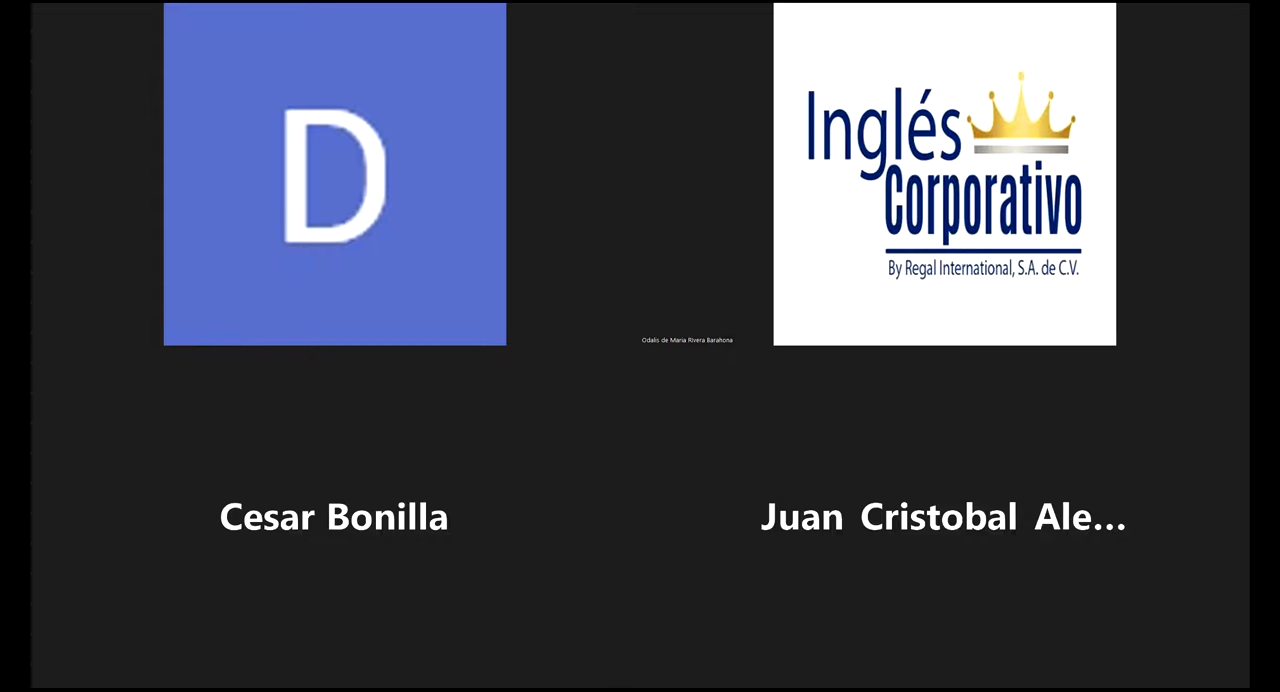 D
Inglés
Corporativo
By Regal International, S.A. de C.V.
Odalis de Maria Rivera Barahona
Cesar Bonilla
Juan Cristobal Ale...